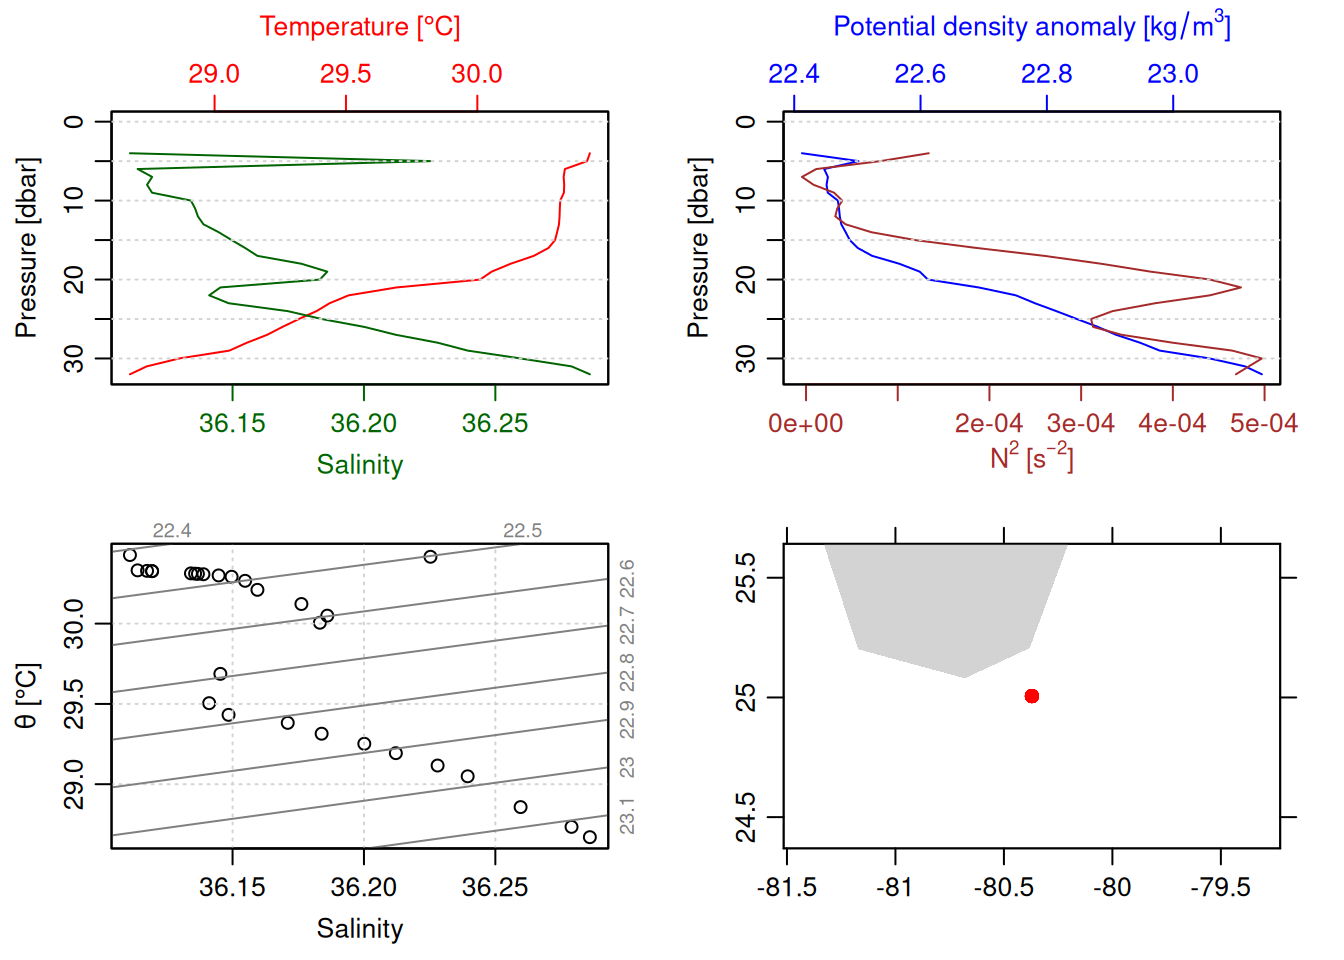 Temperature [°C]
29.0 29.5 30.0
Pressure [dbar]
0
10
20
30
36.15 36.20 36.25
Salinity
Potential density anomaly [kg/m³]
22.4 22.6 22.8 23.0
Pressure [dbar]
0
10
20
30
0e+00 2e-04 3e-04 4e-04 5e-04
N² [s⁻²]
22.4 22.5
22.6
22.7
22.8
22.9
23
23.1
θ [°C]
30.0
29.5
29.0
36.15 36.20 36.25
Salinity
25.5
25
24.5
-81.5 -81 -80.5 -80 -79.5